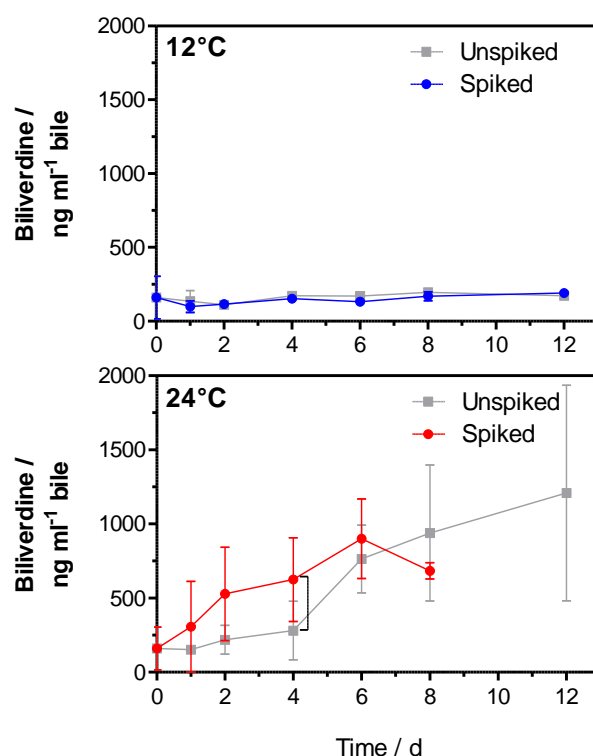 2000
12°C
Unspiked
Spiked
1500
1000
500
0
Biliverdine /
ng ml⁻¹ bile
0 2 4 6 8 10 12
2000
24°C
Unspiked
Spiked
1500
1000
500
0
Biliverdine /
ng ml⁻¹ bile
0 2 4 6 8 10 12
Time / d